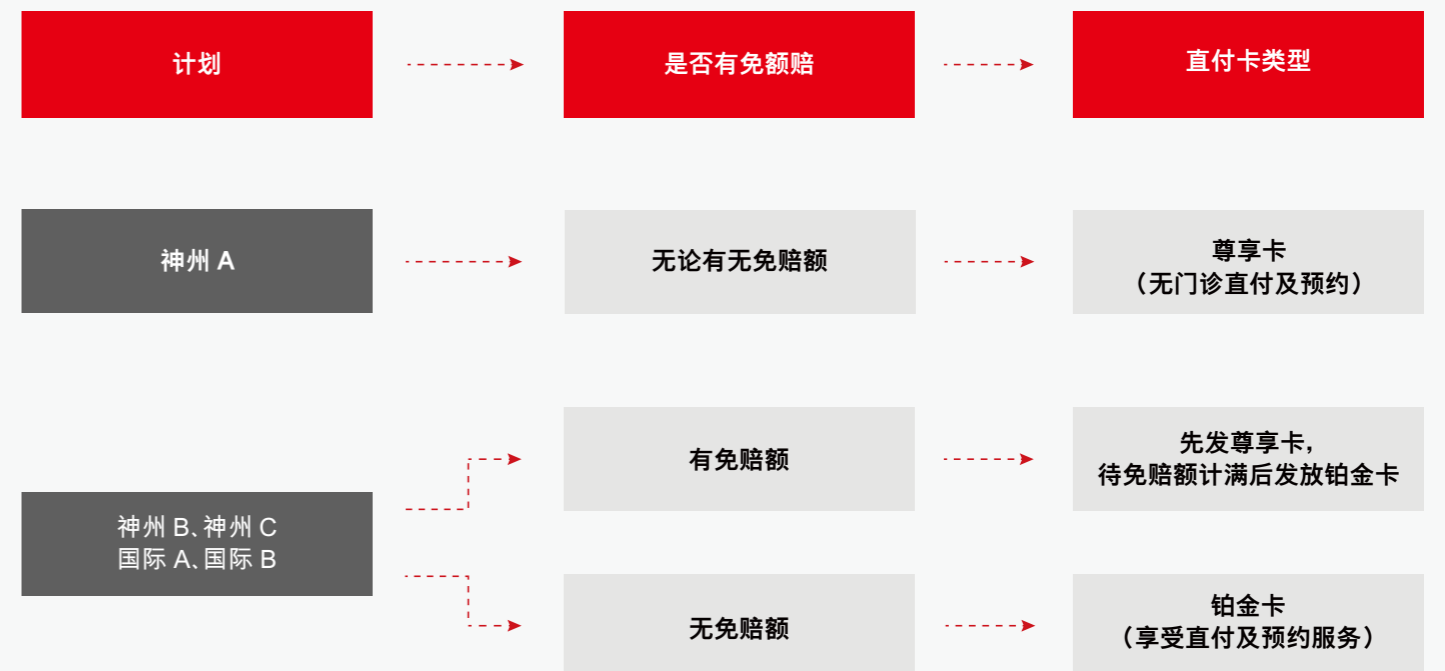 计划
是否有免额赔
直付卡类型
神州 A
无论有无免赔额
尊享卡
（无门诊直付及预约）
神州 B、神州 C
国际 A、国际 B
有免赔额
先发尊享卡，
待免赔额计满后发放铂金卡
无免赔额
铂金卡
（享受直付及预约服务）